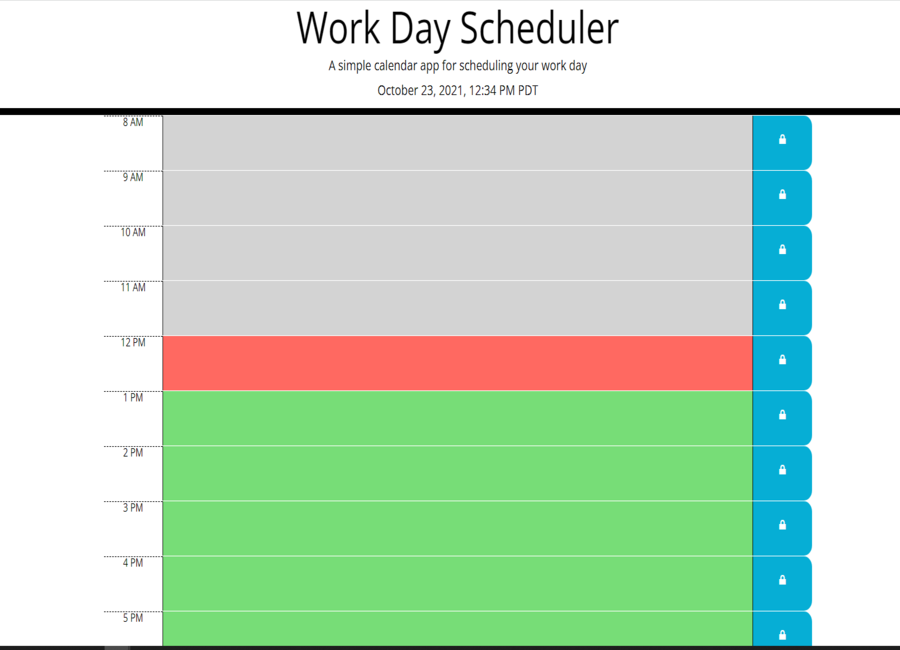 Work Day Scheduler
A simple calendar app for scheduling your work day
October 23, 2021, 12:34 PM PDT
8 AM
9 AM
10 AM
11 AM
12 PM
1 PM
2 PM
3 PM
4 PM
5 PM